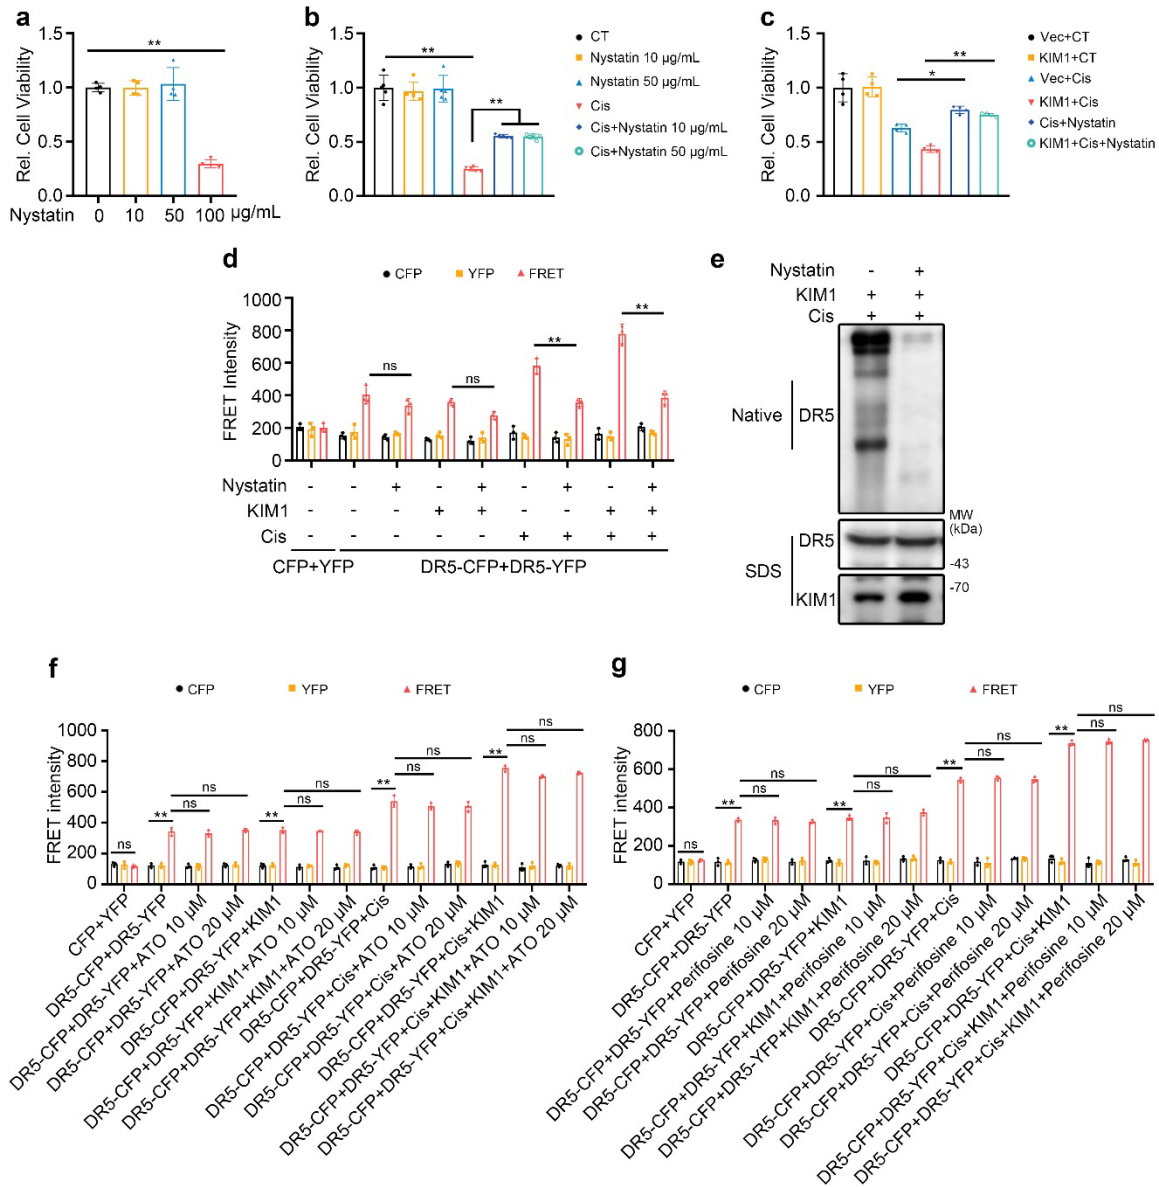 a
Rel. Cell Viability
1.5
1.0
0.5
0.0
**
Nystatin 0 10 50 100 µg/mL
b
Rel. Cell Viability
1.5
1.0
0.5
0.0
**
**
CT
Nystatin 10 µg/mL
Nystatin 50 µg/mL
Cis
Cis+Nystatin 10 µg/mL
Cis+Nystatin 50 µg/mL
c
Rel. Cell Viability
1.5
1.0
0.5
0.0
**
*
Vec+CT
KIM1+CT
Vec+Cis
KIM1+Cis
Cis+Nystatin
KIM1+Cis+Nystatin
d
CFP YFP FRET
FRET Intensity
1000
800
600
400
200
0
ns
ns
**
**
Nystatin - - + - + - + - +
KIM1 - - - + + - - + +
Cis - - - - - + + + +
CFP+YFP DR5-CFP+DR5-YFP
e
Nystatin - +
KIM1 + +
Cis + +
Native DR5
MW
(kDa)
SDS
DR5
-43
-70
KIM1
f
CFP YFP FRET
FRET intensity
1000
800
600
400
200
0
ns
**
ns
ns
**
ns
ns
**
ns
ns
**
ns
ns
CFP+YFP
DR5-CFP+DR5-YFP
DR5-CFP+DR5-YFP+ATO 10 µM
DR5-CFP+DR5-YFP+ATO 20 µM
DR5-CFP+DR5-YFP+KIM1
DR5-CFP+DR5-YFP+KIM1+ATO 10 µM
DR5-CFP+DR5-YFP+KIM1+ATO 20 µM
DR5-CFP+DR5-YFP+Cis
DR5-CFP+DR5-YFP+Cis+ATO 10 µM
DR5-CFP+DR5-YFP+Cis+ATO 20 µM
DR5-CFP+DR5-YFP+Cis+KIM1
DR5-CFP+DR5-YFP+Cis+KIM1+ATO 10 µM
DR5-CFP+DR5-YFP+Cis+KIM1+ATO 20 µM
g
CFP YFP FRET
FRET intensity
800
600
400
200
0
ns
**
ns
ns
**
ns
ns
**
ns
ns
**
ns
ns
CFP+YFP
DR5-CFP+DR5-YFP
DR5-CFP+DR5-YFP+Perifosine 10 µM
DR5-CFP+DR5-YFP+Perifosine 20 µM
DR5-CFP+DR5-YFP+KIM1
DR5-CFP+DR5-YFP+KIM1+Perifosine 10 µM
DR5-CFP+DR5-YFP+KIM1+Perifosine 20 µM
DR5-CFP+DR5-YFP+Cis
DR5-CFP+DR5-YFP+Cis+Perifosine 10 µM
DR5-CFP+DR5-YFP+Cis+Perifosine 20 µM
DR5-CFP+DR5-YFP+Cis+KIM1
DR5-CFP+DR5-YFP+Cis+KIM1+Perifosine 10 µM
DR5-CFP+DR5-YFP+Cis+KIM1+Perifosine 20 µM